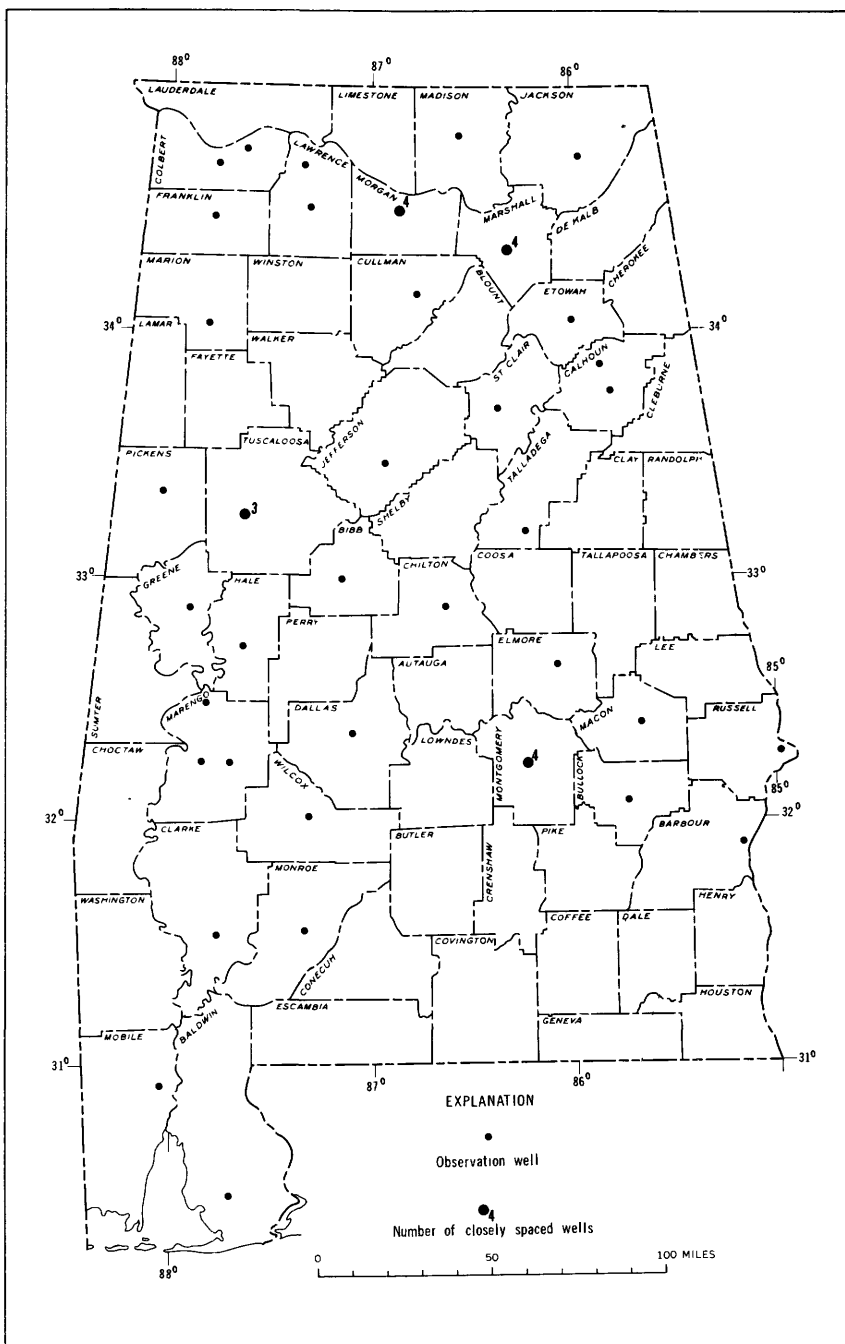 88°
87°
86°
LAUDERDALE
LIMESTONE
MADISON
JACKSON
COLBERT
LAWRENCE
MORGAN
4
FRANKLIN
MARSHALL
4
DE KALB
MARION
WINSTON
CULLMAN
BLOUNT
ETOWAH
CHEROKEE
34°
LAMAR
WALKER
34°
FAYETTE
ST CLAIR
CALHOUN
CLEBURNE
TUSCALOOSA
JEFFERSON
PICKENS
TALLADEGA
CLAY
RANDOLPH
3
SHELBY
BIBB
33°
GREENE
HALE
CHILTON
COOSA
TALLAPOOSA
CHAMBERS
33°
PERRY
ELMORE
LEE
AUTAUGA
85°
SUMTER
MARENGO
DALLAS
MACON
RUSSELL
CHOCTAW
LOWNDES
MONTGOMERY
4
BULLOCK
WILCOX
85°
32°
CLARKE
BUTLER
PIKE
BARBOUR
32°
CRENSHAW
MONROE
WASHINGTON
HENRY
COFFEE
DALE
COVINGTON
CONECUH
HOUSTON
ESCAMBIA
GENEVA
MOBILE
BALDWIN
31°
31°
87°
86°
EXPLANATION
Observation well
4
Number of closely spaced wells
0 50 100 MILES
88°